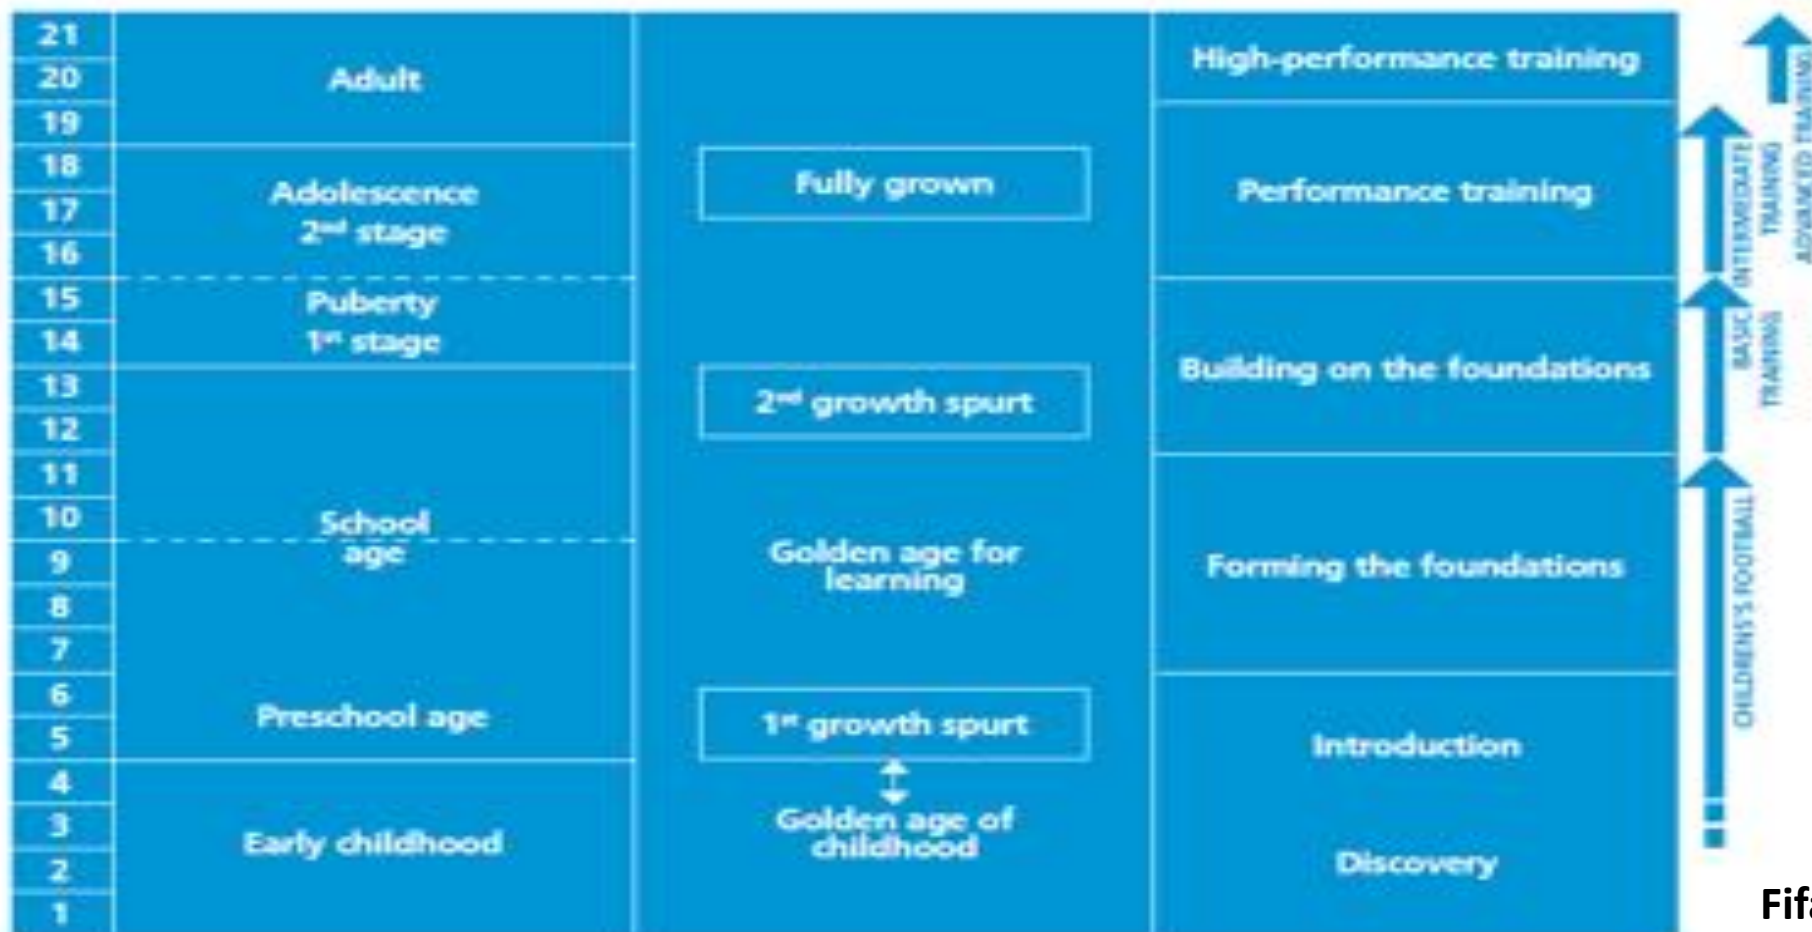 21
20
19
18
17
16
15
14
13
12
11
10
9
8
7
6
5
4
3
2
1
Adult
Adolescence
2nd stage
Puberty
1st stage
School
age
Preschool age
Early childhood
Fully grown
2nd growth spurt
Golden age for
learning
1st growth spurt
Golden age of
childhood
High-performance training
Performance training
Building on the foundations
Forming the foundations
Introduction
Discovery
ADVANCED TRAINING
INTERMEDIATE
TRAINING
BASIC
TRAINING
CHILDRENS'S FOOTBALL